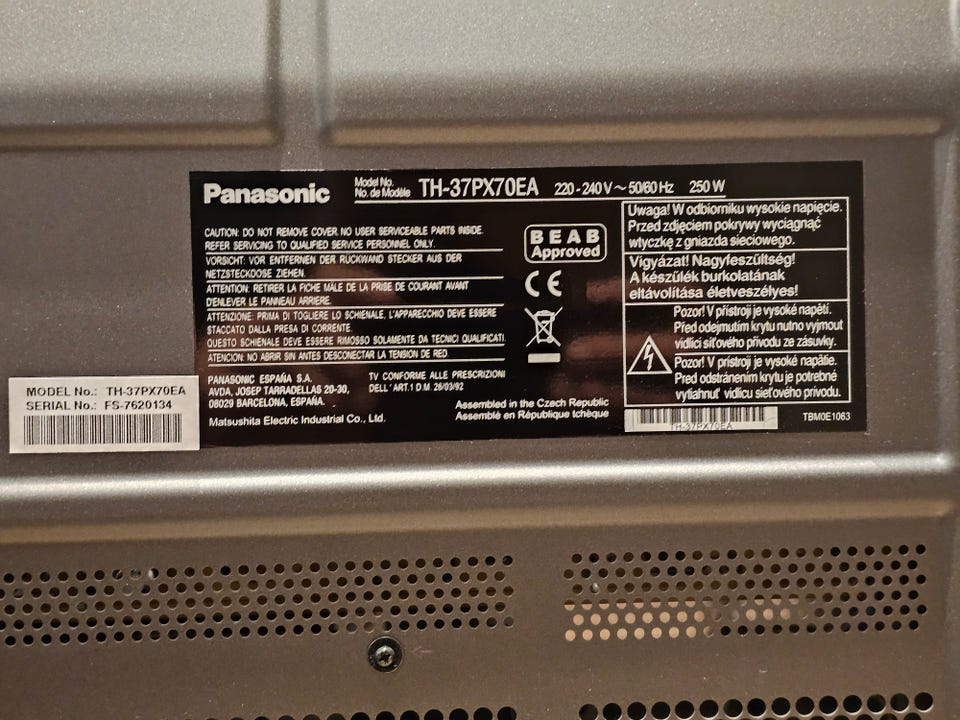 Panasonic
Model No.
No. de Modèle
TH-37PX70EA
220-240V~50/60Hz
250 W
CAUTION: DO NOT REMOVE COVER. NO USER SERVICEABLE PARTS INSIDE.
REFER SERVICING TO QUALIFIED SERVICE PERSONNEL ONLY.
VORSICHT: VOR ENTFERNEN DER RÜCKWAND STECKER AUS DER
NETZSTECKDOSE ZIEHEN.
ATTENTION: RETIRER LA FICHE MÂLE DE LA PRISE DE COURANT AVANT
D'ENLEVER LE PANNEAU ARRIERE.
ATTENZIONE: PRIMA DI TOGLIERE LO SCHIENALE, L'APPARECCHIO DEVE ESSERE
STACCATO DALLA PRESA DI CORRENTE.
QUESTO SCHIENALE DEVE ESSERE RIMOSSO SOLAMENTE DA TECNICI QUALIFICATI.
ATENCION: NO ABRIR SIN ANTES DESCONECTAR LA TENSION DE RED.
PANASONIC ESPAÑA S.A.
AVDA, JOSEP TARRADELLAS 20-30,
08029 BARCELONA, ESPAÑA.
TV CONFORME ALLE PRESCRIZIONI
DELL' ART.1 D.M. 26/03/92
Matsushita Electric Industrial Co., Ltd.
Assembled in the Czech Republic
Assemblé en République tchèque
BEAB
Approved
CE
Uwaga! W odbiorniku wysokie napięcie.
Przed zdjęciem pokrywy wyciągnąć
wtyczkę z gniazda sieciowego.
Vigyázat! Nagyfeszültség!
A készülék burkolatának
eltávolítása életveszélyes!
Pozor! V přístroji je vysoké napětí.
Před odejmutím krytu nutno vyjmout
vidlici síťového přívodu ze zásuvky.
Pozor! V prístroji je vysoké napätie.
Pred odstránením krytu je potrebné
vytiahnuť vidlicu sieťového prívodu.
TH-37PX70EA
TBM0E1063
MODEL No.: TH-37PX70EA
SERIAL No.: FS-7620134